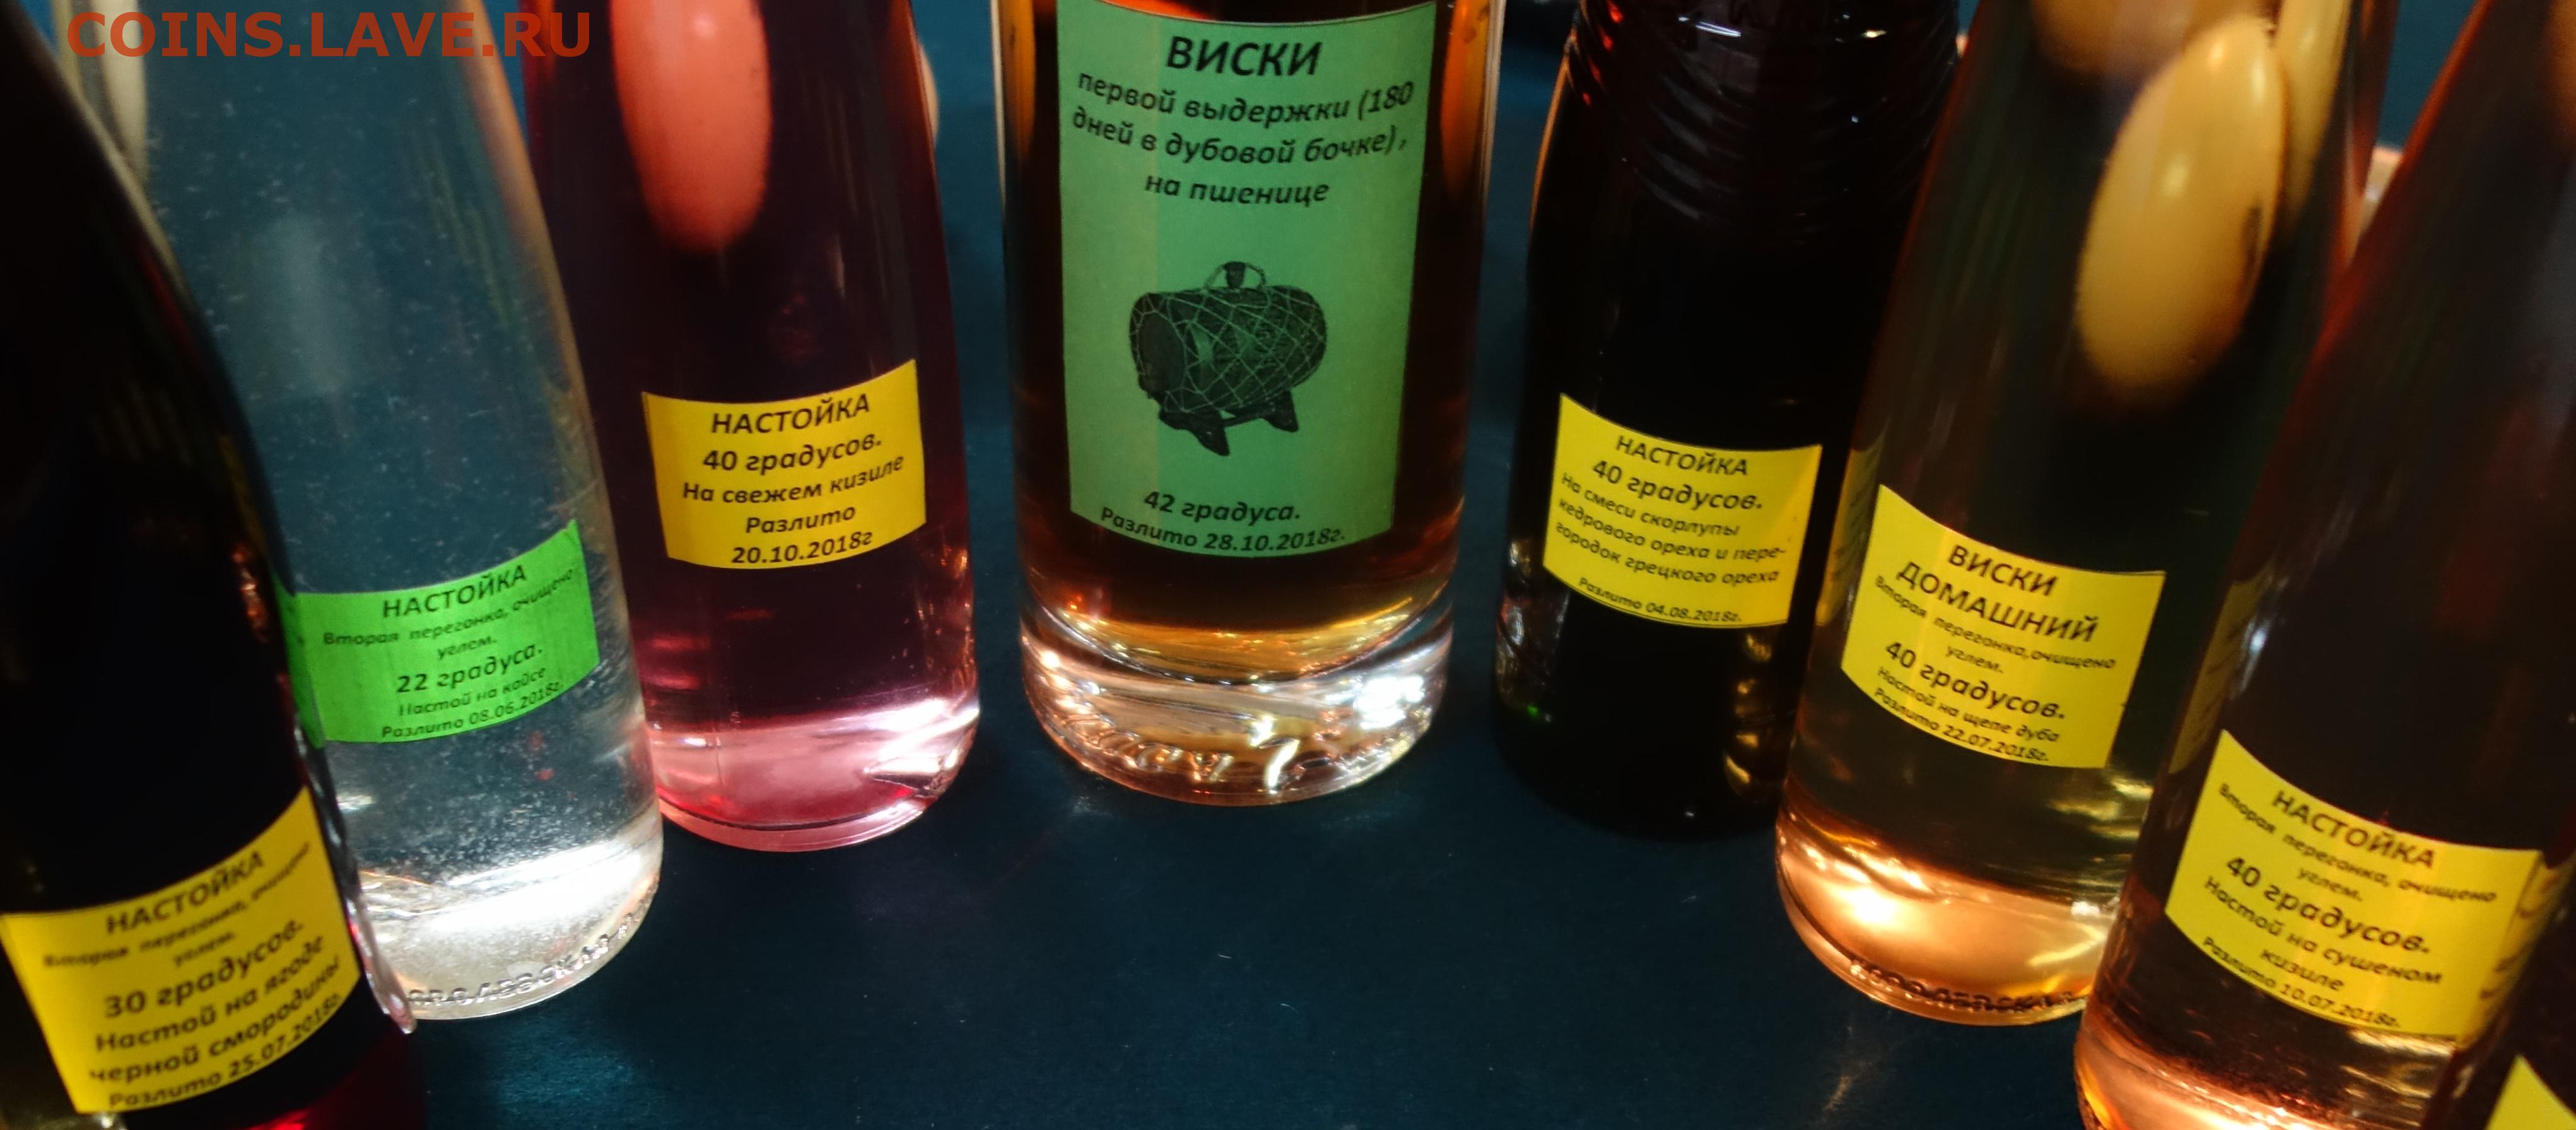 COINS.LAVE.RU
НАСТОЙКА
Вторая перегонка, очищено
углем.
30 градусов.
Настой на ягоде
черной смородины
Разлито 25.07.2018г.
НАСТОЙКА
Вторая перегонка, очищено
углем.
22 градуса.
Настой на кайсе
Разлито 08.06.2018г.
НАСТОЙКА
40 градусов.
На свежем кизиле
Разлито
20.10.2018г
ВИСКИ
первой выдержки (180
дней в дубовой бочке),
на пшенице
42 градуса.
Разлито 28.10.2018г.
НАСТОЙКА
40 градусов.
На смеси скорлупы
кедрового ореха и пере-
городок грецкого ореха
Разлито 04.08.2018г.
ВИСКИ
ДОМАШНИЙ
Вторая перегонка,очищено
углем.
40 градусов.
Настой на щепе дуба
Разлито 22.07.2018г.
НАСТОЙКА
Вторая перегонка, очищено
углем.
40 градусов.
Настой на сушеном
кизиле
Разлито 10.07.2018г.